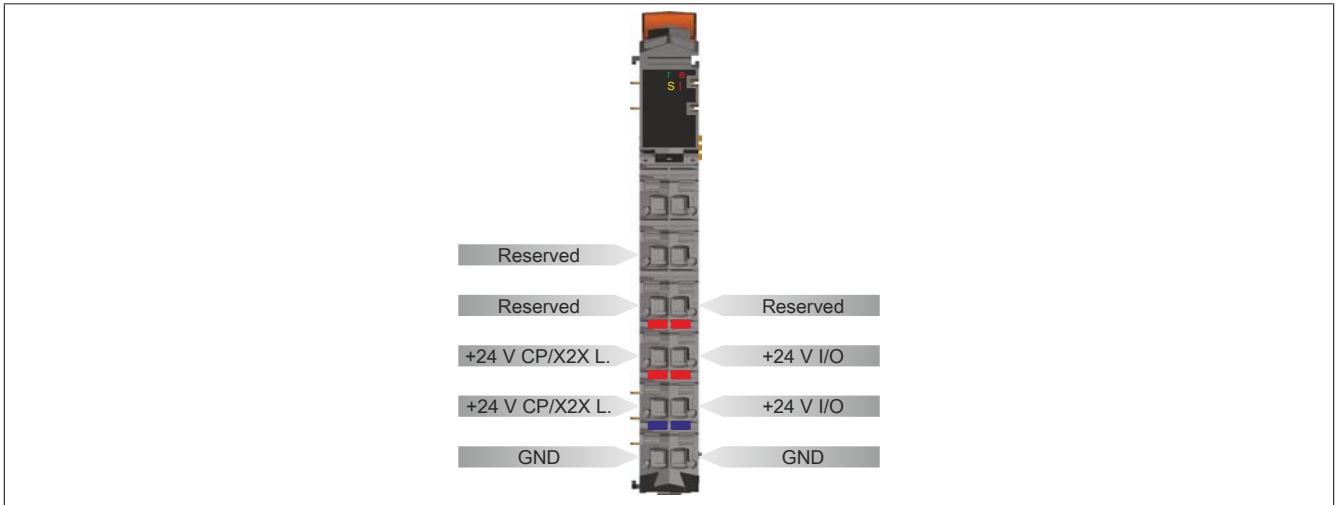 r e
S l
Reserved
Reserved Reserved
+24 V CP/X2X L. +24 V I/O
+24 V CP/X2X L. +24 V I/O
GND GND